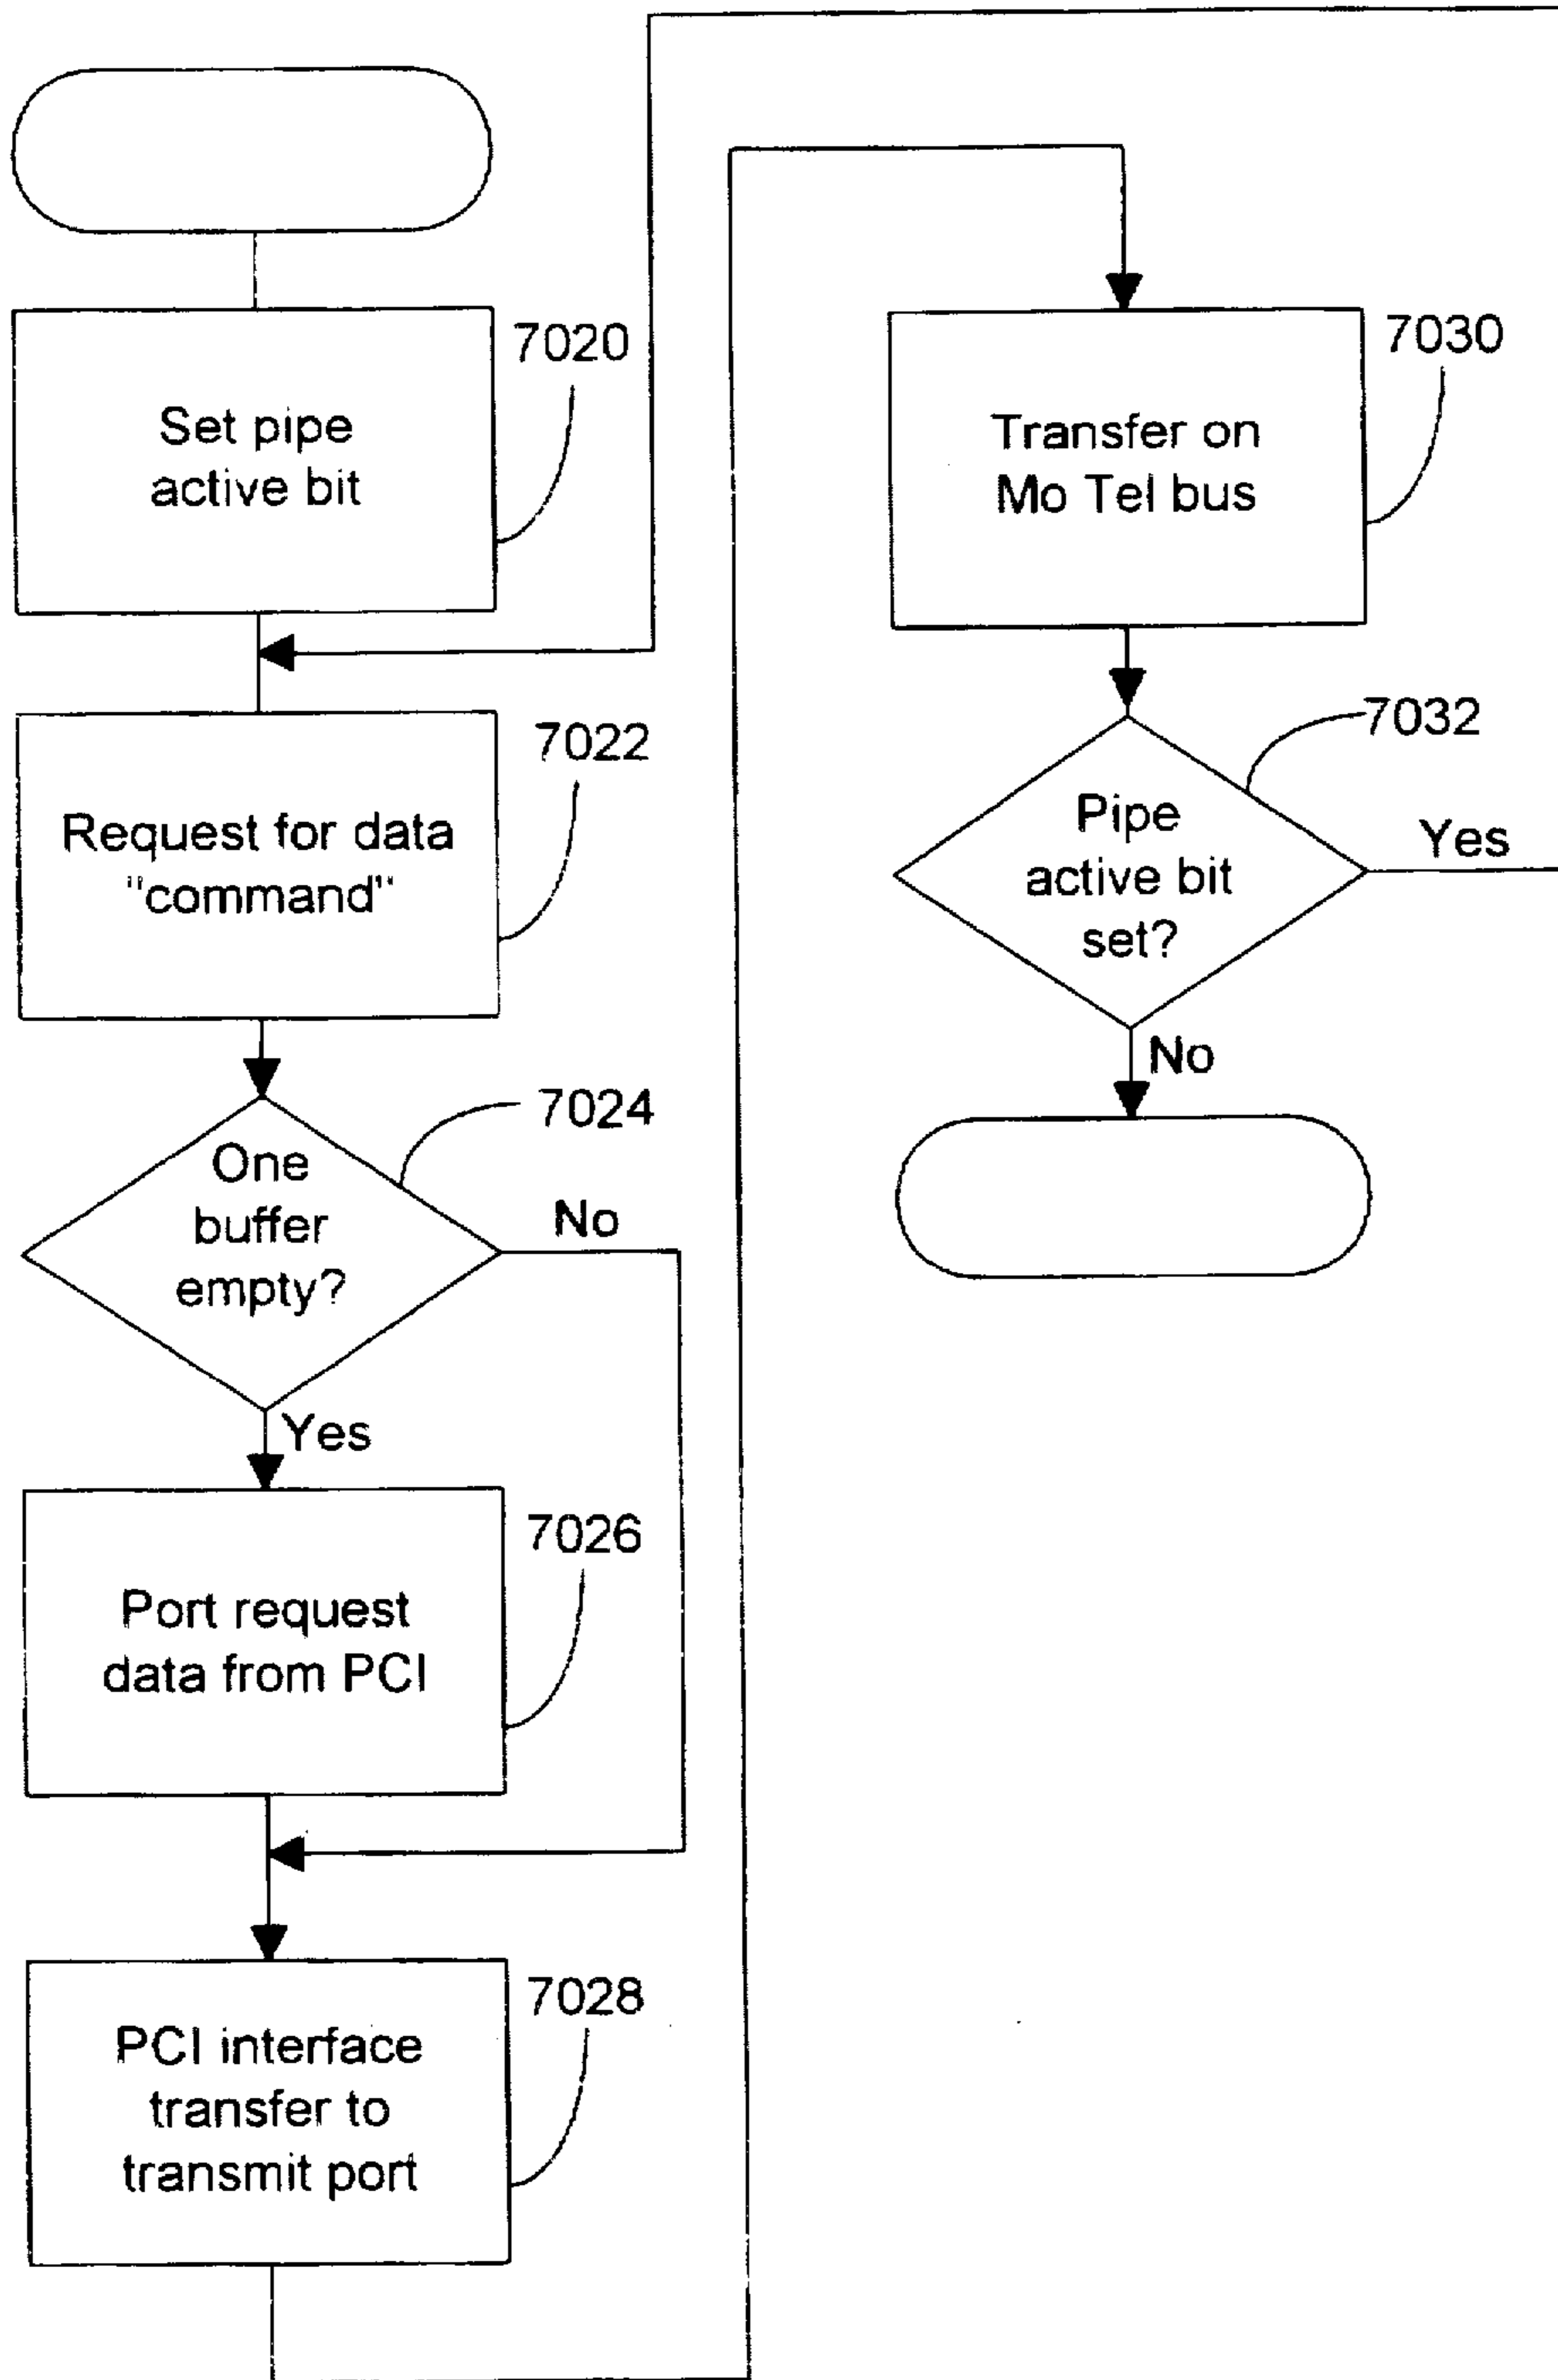 Set pipe
active bit
7020
Request for data
"command"
7022
One
buffer
empty?
7024
No
Yes
Port request
data from PCI
7026
PCI interface
transfer to
transmit port
7028
Transfer on
Mo Tel bus
7030
Pipe
active bit
set?
7032
Yes
No